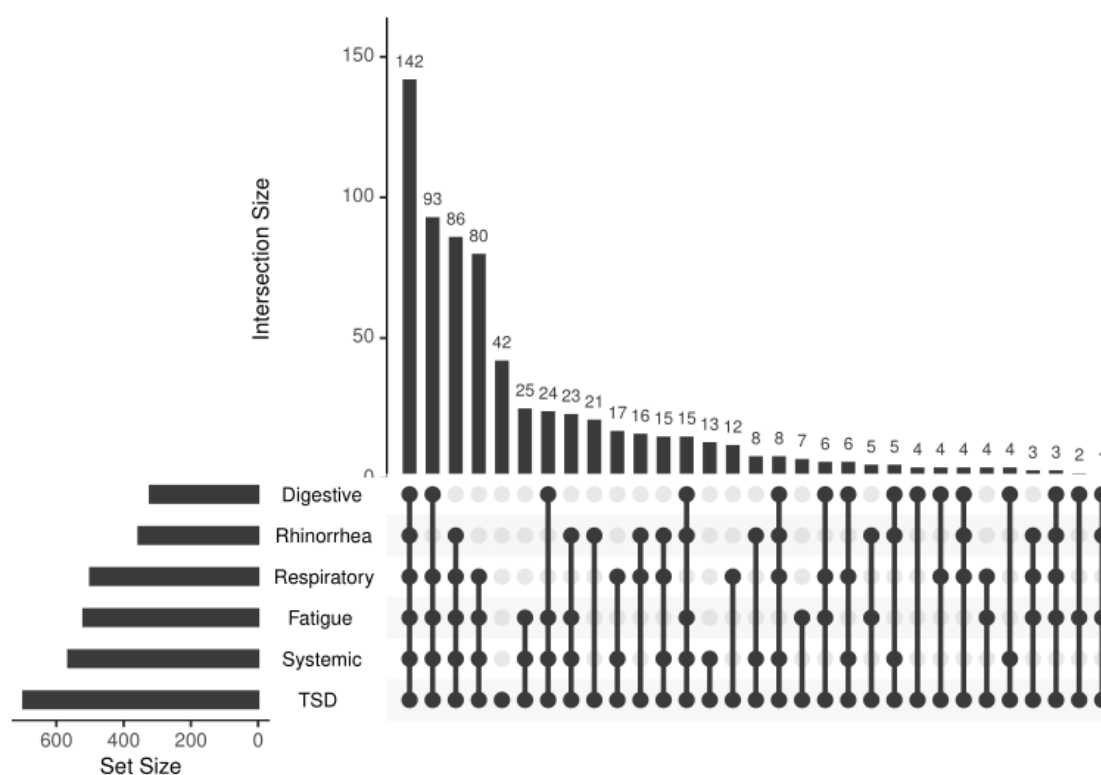 150
100
50
0
Intersection Size
142
93
86
80
42
25 24 23 21 17 16 15 15 13 12 8 8 7 6 6 5 5 4 4 4 4 4 3 3 2
Digestive
Rhinorrhea
Respiratory
Fatigue
Systemic
TSD
600 400 200 0
Set Size